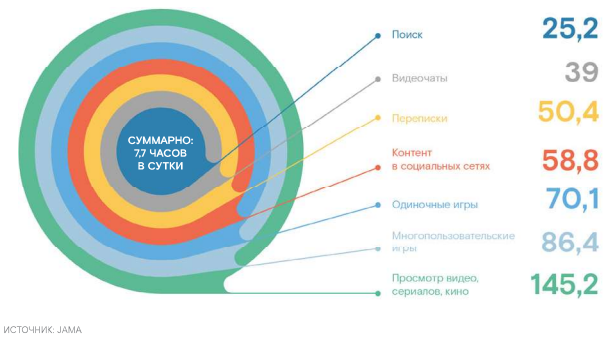 СУММАРНО:
7,7 ЧАСОВ
В СУТКИ
Поиск
25,2
Видеочаты
39
Переписки
50,4
Контент
в социальных сетях
58,8
Одиночные игры
70,1
Многопользовательские
игры
86,4
Просмотр видео,
сериалов, кино
145,2
ИСТОЧНИК: JAMA